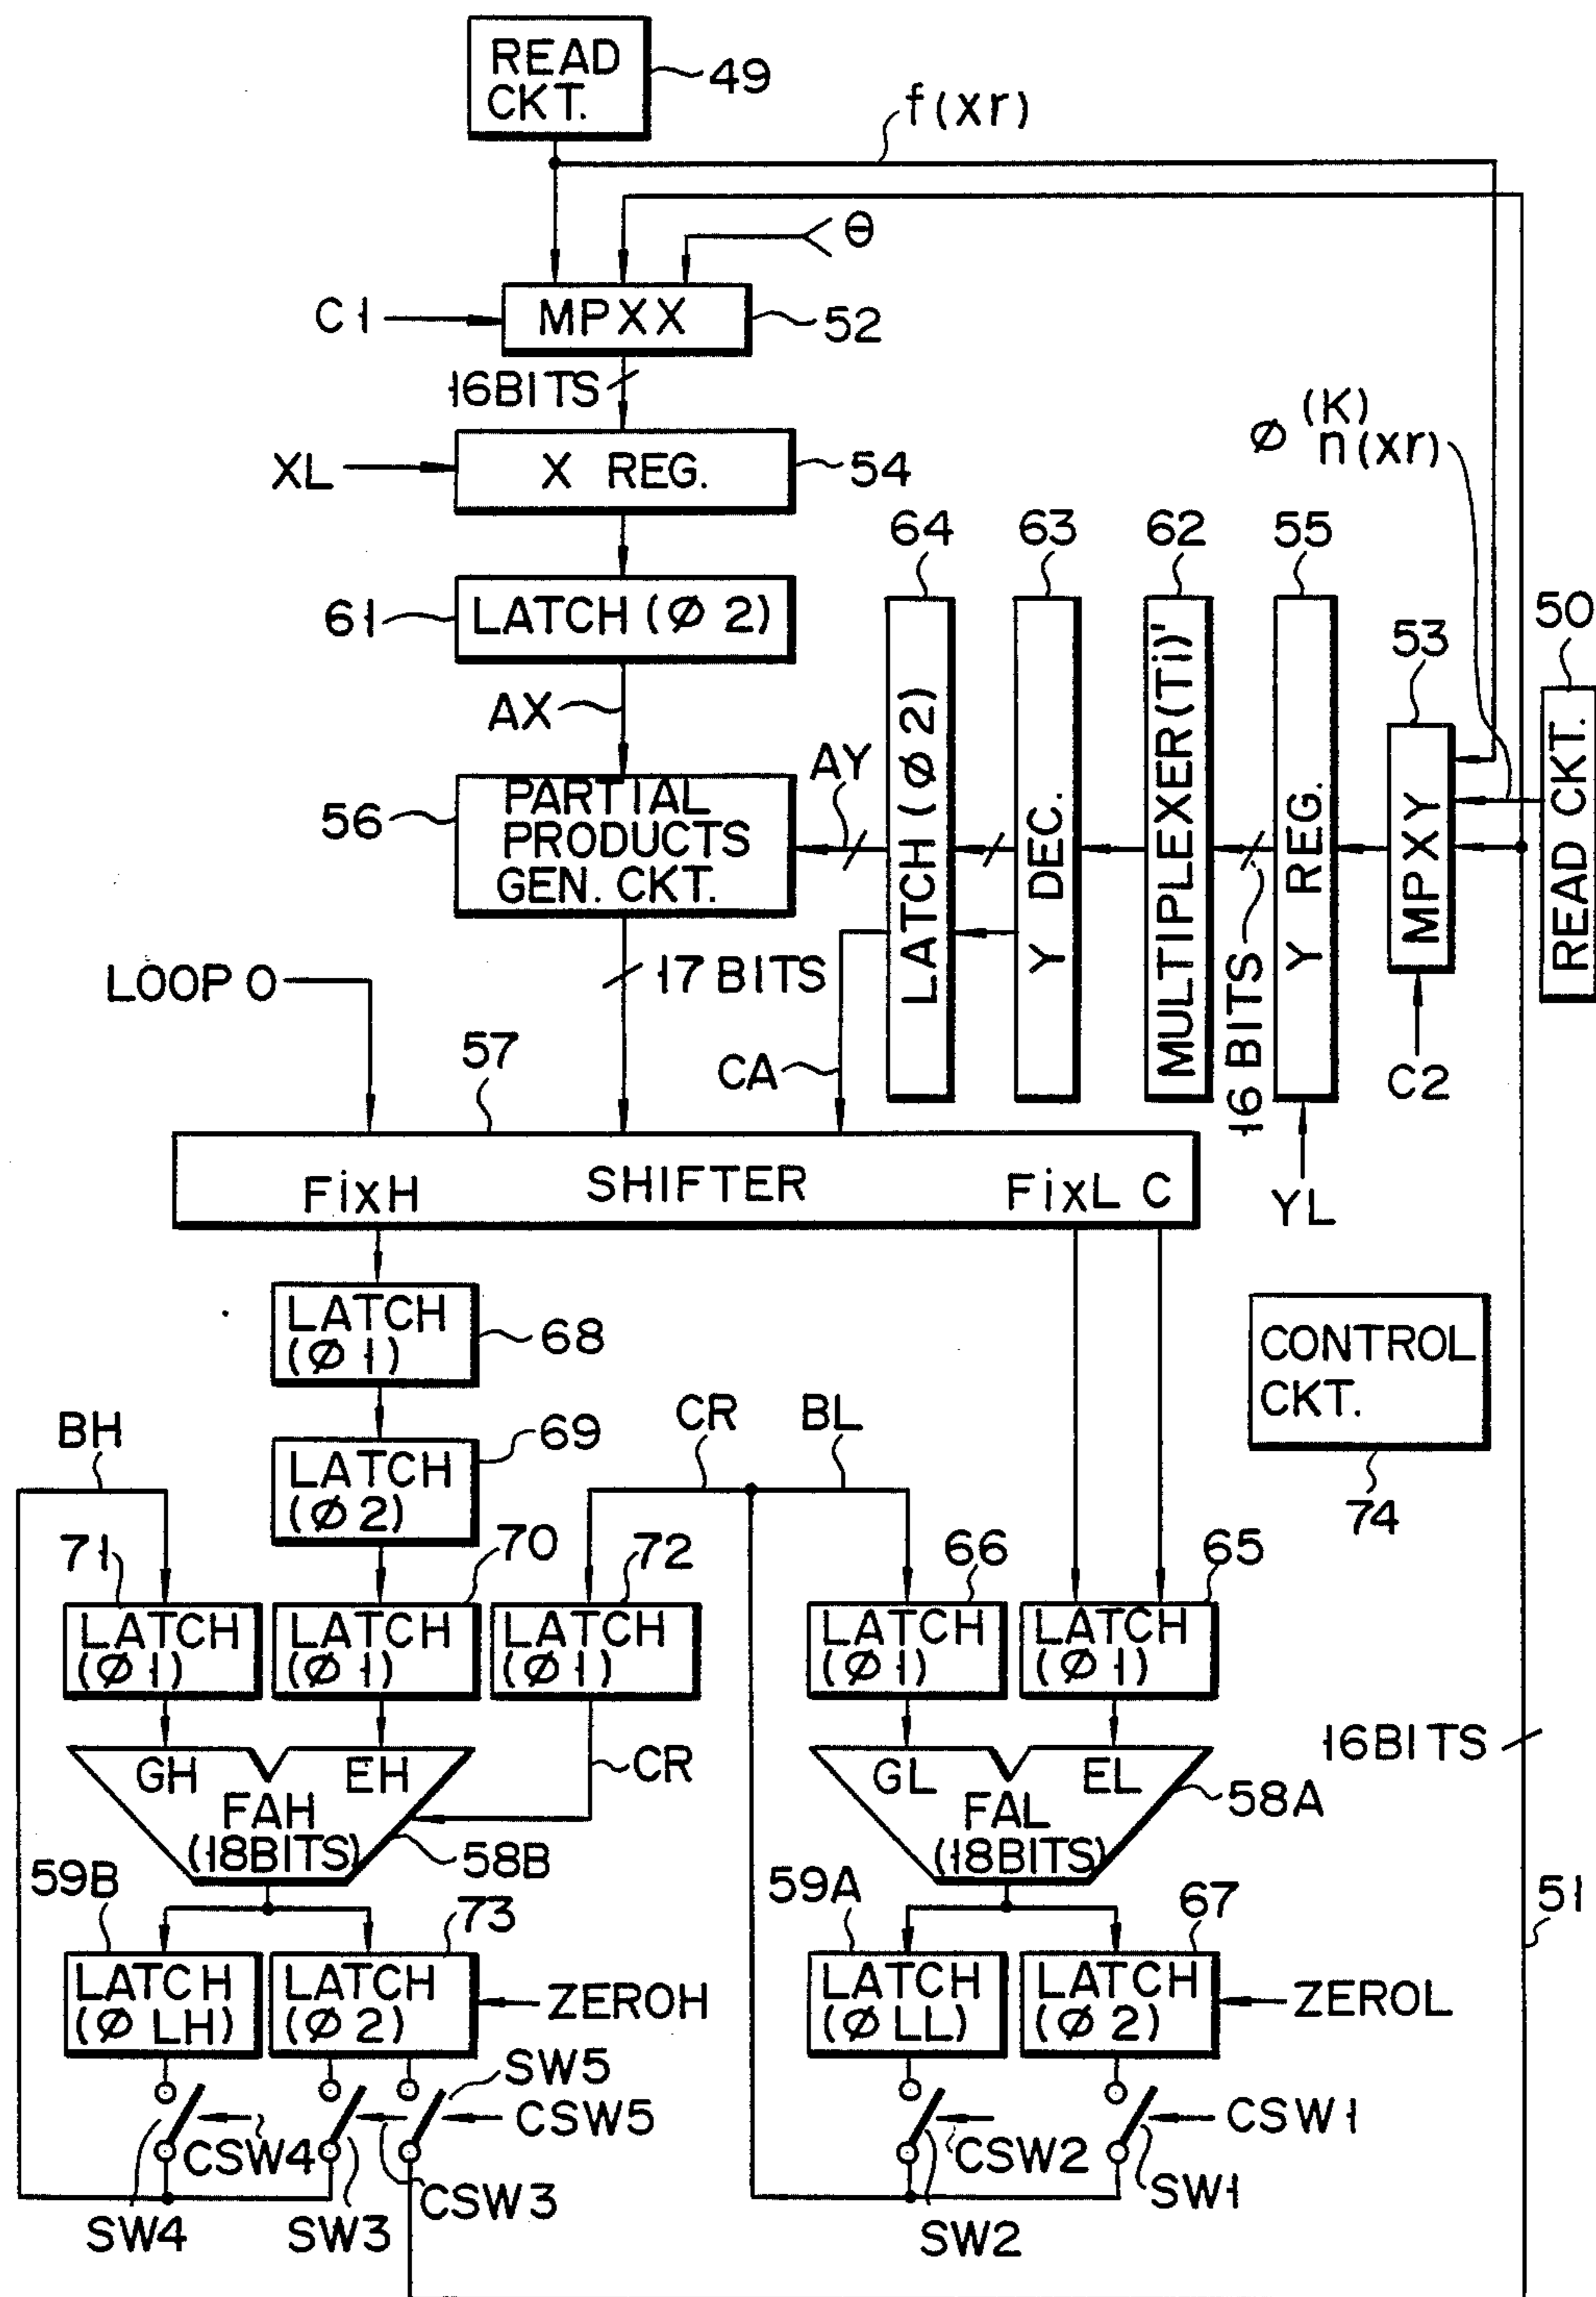 READ
CKT.
49
f(xr)
θ
C1
MPXX
52
16BITS
ø (K)
n(xr)
XL
X REG.
54
64
63
62
55
53
50
61
LATCH (ø 2)
AX
AY
56
PARTIAL
PRODUCTS
GEN. CKT.
LATCH (ø 2)
Y DEC.
MULTIPLEXER (Ti)'
16 BITS
Y REG.
MPXY
READ CKT.
LOOP 0
17 BITS
57
CA
C2
YL
FixH
SHIFTER
FixL C
LATCH
(ø 1)
68
CONTROL
CKT.
74
BH
CR
BL
LATCH
(ø 2)
69
71
70
72
66
65
LATCH
(ø 1)
LATCH
(ø 1)
LATCH
(ø 1)
LATCH
(ø 1)
LATCH
(ø 1)
16BITS
GH
EH
FAH
(18BITS)
CR
58B
GL
EL
FAL
(18BITS)
58A
59B
73
59A
67
51
LATCH
(ø LH)
LATCH
(ø 2)
ZEROH
LATCH
(ø LL)
LATCH
(ø 2)
ZEROL
SW5
CSW5
CSW1
CSW4
CSW3
CSW2
SW1
SW4
SW3
SW2